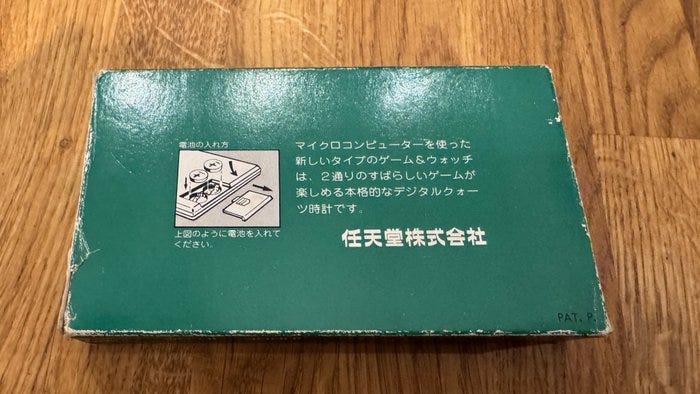 電池の入れ方
上図のように電池を入れて
ください。
マイクロコンピューターを使った
新しいタイプのゲーム&ウォッチ
は、2通りのすばらしいゲームが
楽しめる本格的なデジタルクォー
ツ時計です。
任天堂株式会社
PAT. P.